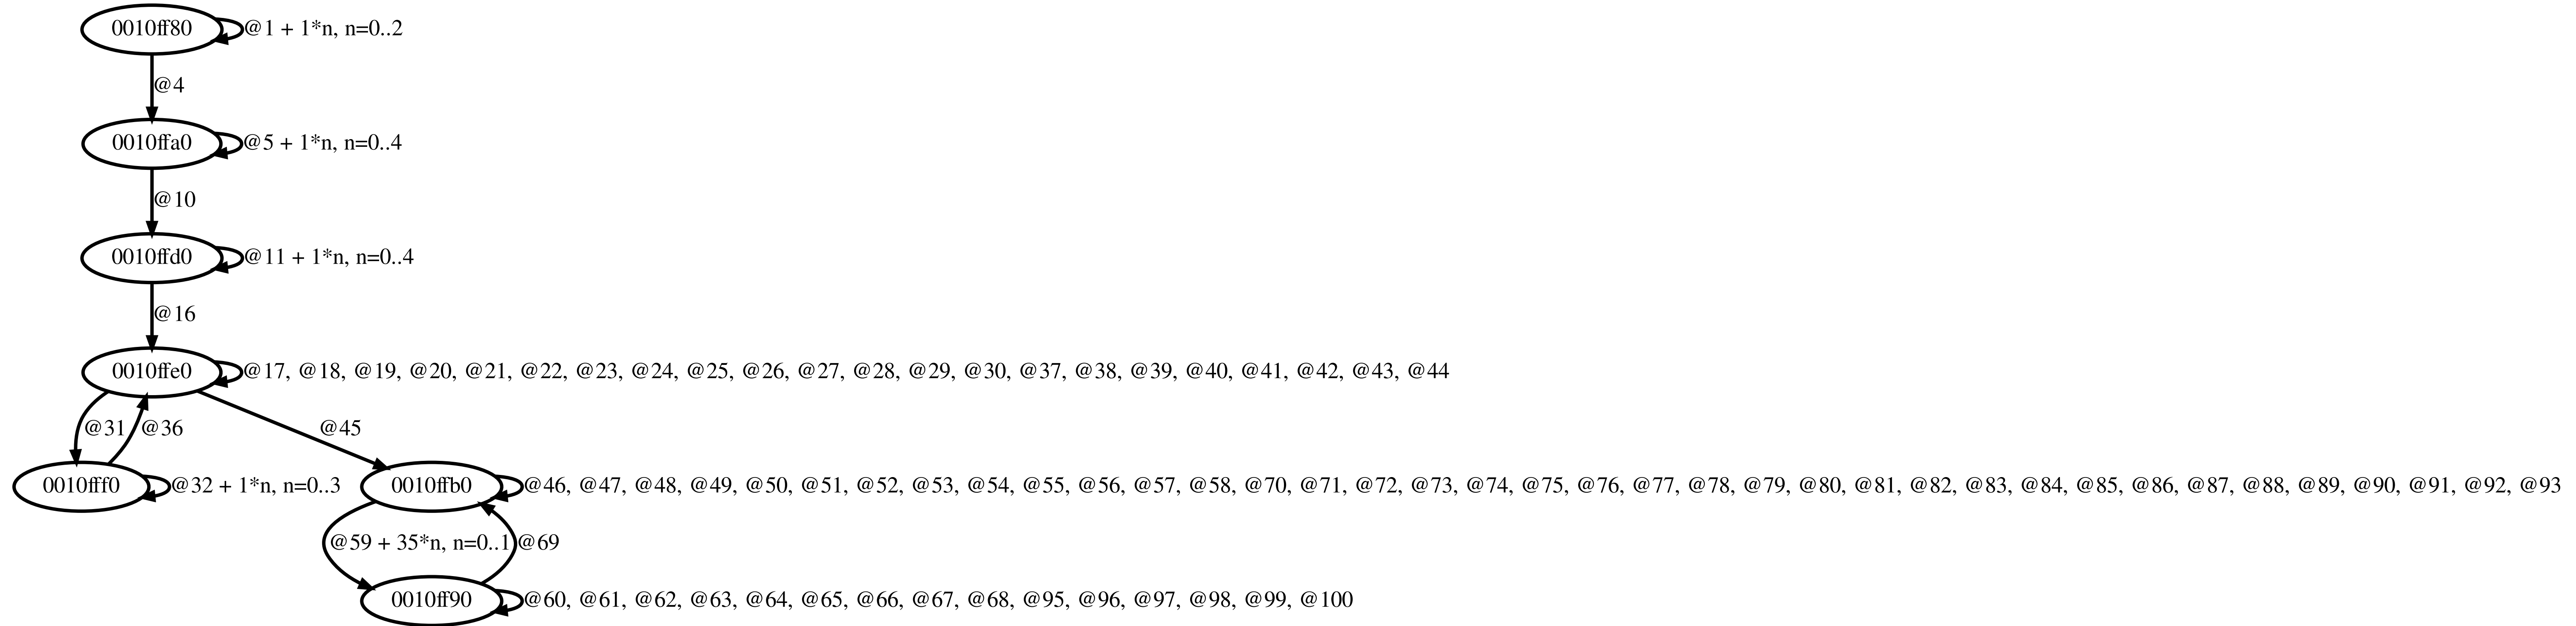 0010ff80 @1 + 1*n, n=0..2
@4
0010ffa0 @5 + 1*n, n=0..4
@10
0010ffd0 @11 + 1*n, n=0..4
@16
0010ffe0 @17, @18, @19, @20, @21, @22, @23, @24, @25, @26, @27, @28, @29, @30, @37, @38, @39, @40, @41, @42, @43, @44
@31 @36 @45
0010fff0 @32 + 1*n, n=0..3 0010ffb0 @46, @47, @48, @49, @50, @51, @52, @53, @54, @55, @56, @57, @58, @70, @71, @72, @73, @74, @75, @76, @77, @78, @79, @80, @81, @82, @83, @84, @85, @86, @87, @88, @89, @90, @91, @92, @93
@59 + 35*n, n=0..1 @69
0010ff90 @60, @61, @62, @63, @64, @65, @66, @67, @68, @95, @96, @97, @98, @99, @100